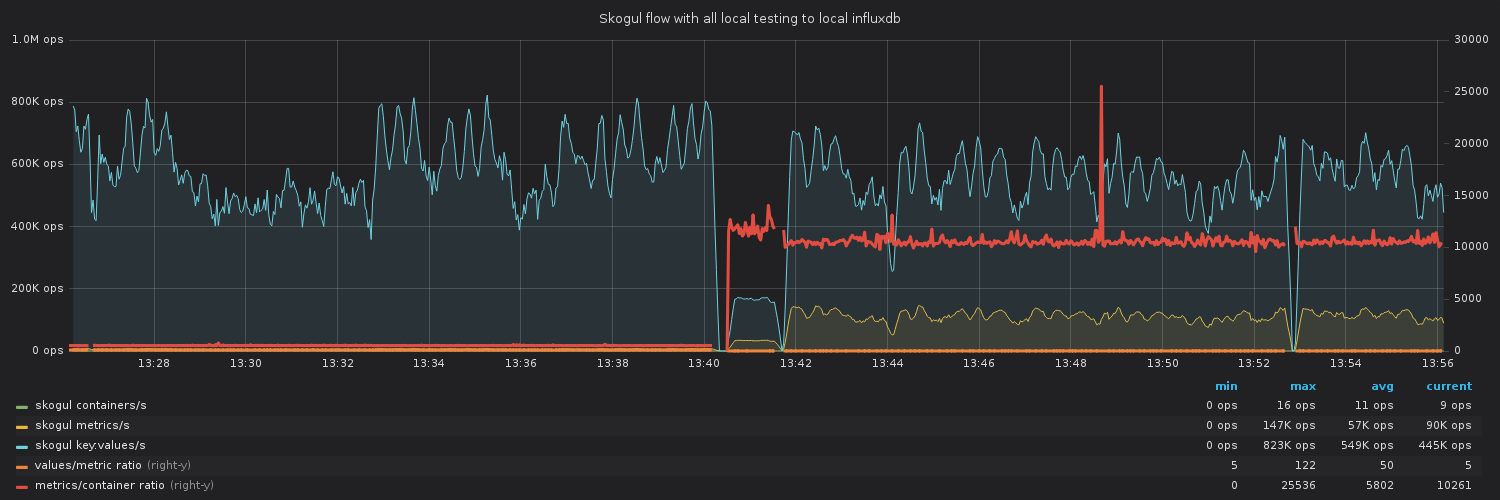 Skogul flow with all local testing to local influxdb
1.0M ops 30000
25000
800K ops
20000
600K ops
15000
400K ops
10000
200K ops
5000
0 ops 0
13:28 13:30 13:32 13:34 13:36 13:38 13:40 13:42 13:44 13:46 13:48 13:50 13:52 13:54 13:56
min max avg current
skogul containers/s 0 ops 16 ops 11 ops 9 ops
skogul metrics/s 0 ops 147K ops 57K ops 90K ops
skogul key:values/s 0 ops 823K ops 549K ops 445K ops
values/metric ratio (right-y) 5 122 50 5
metrics/container ratio (right-y) 0 25536 5802 10261